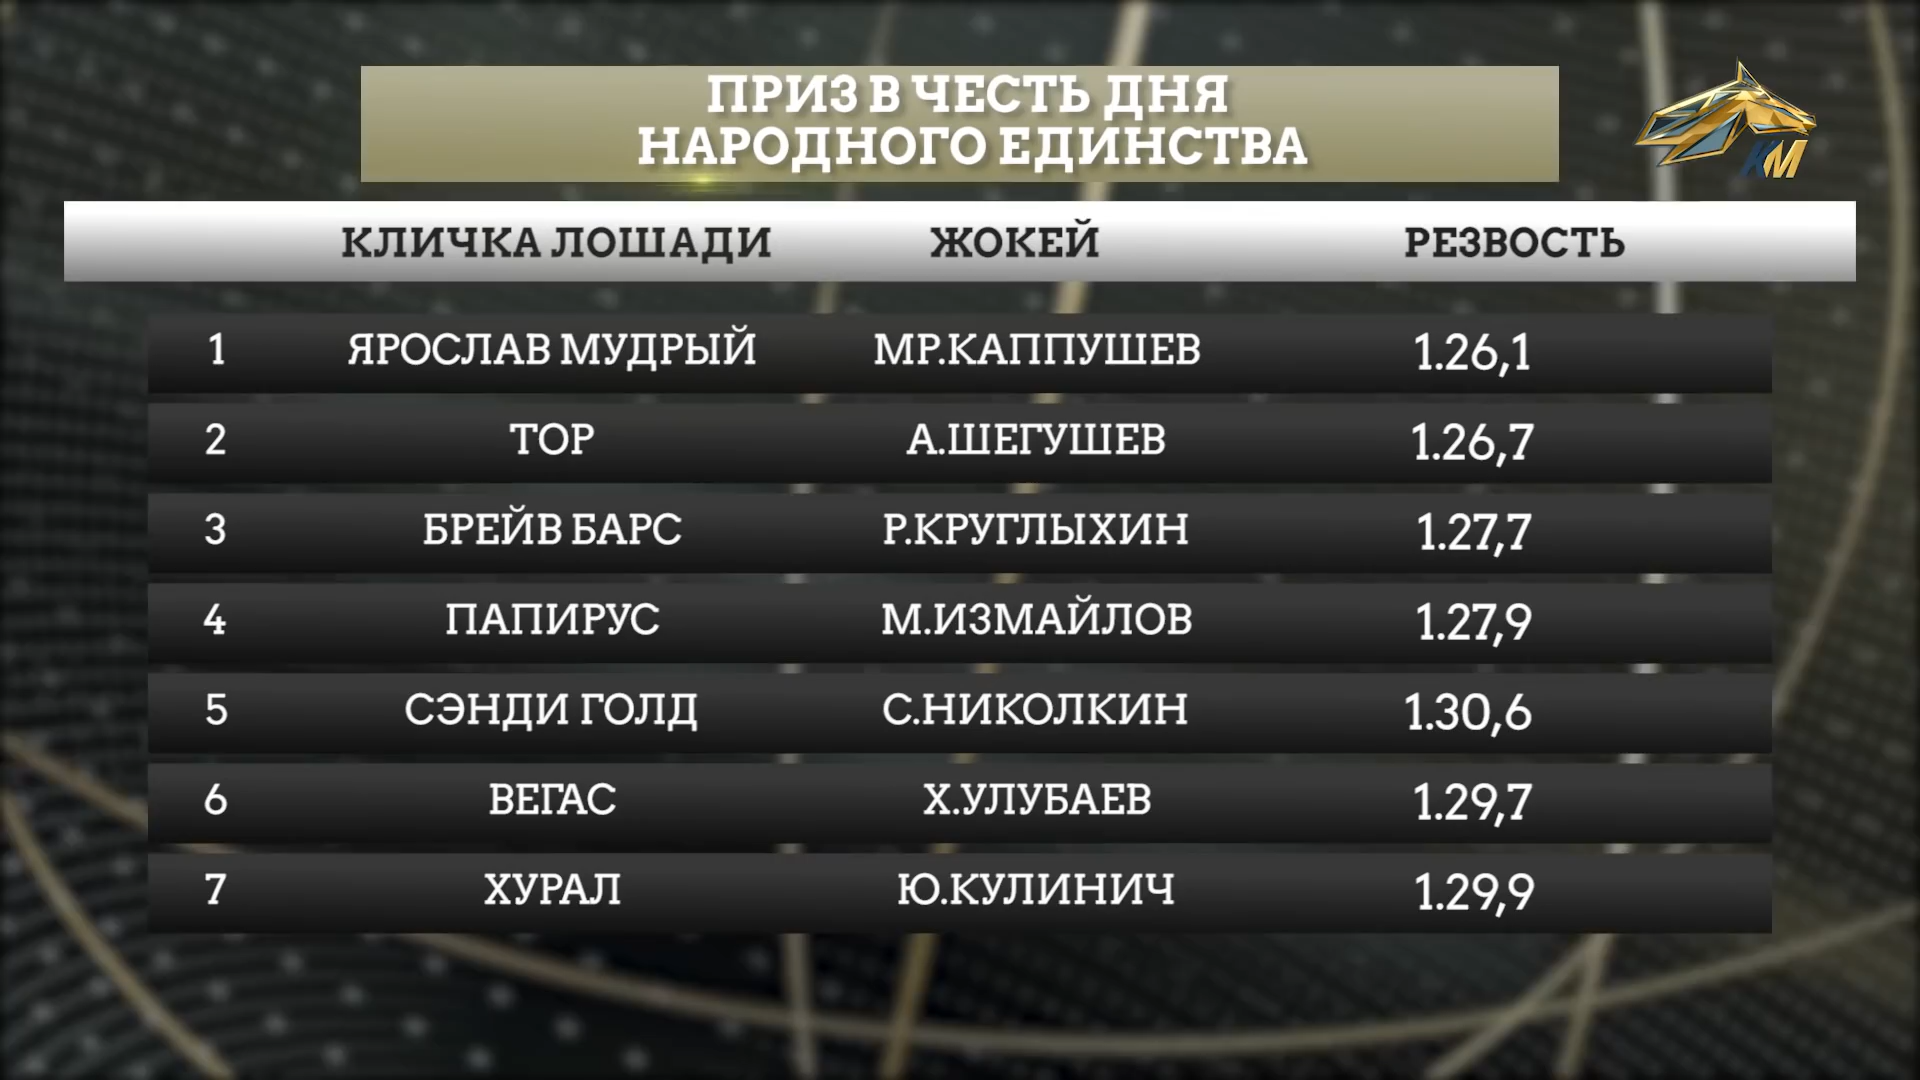 ПРИЗ В ЧЕСТЬ ДНЯ
НАРОДНОГО ЕДИНСТВА
КМ
КЛИЧКА ЛОШАДИ ЖОКЕЙ РЕЗВОСТЬ
1 ЯРОСЛАВ МУДРЫЙ МР.КАППУШЕВ 1.26,1
2 ТОР А.ШЕГУШЕВ 1.26,7
3 БРЕЙВ БАРС Р.КРУГЛЫХИН 1.27,7
4 ПАПИРУС М.ИЗМАЙЛОВ 1.27,9
5 СЭНДИ ГОЛД С.НИКОЛКИН 1.30,6
6 ВЕГАС Х.УЛУБАЕВ 1.29,7
7 ХУРАЛ Ю.КУЛИНИЧ 1.29,9